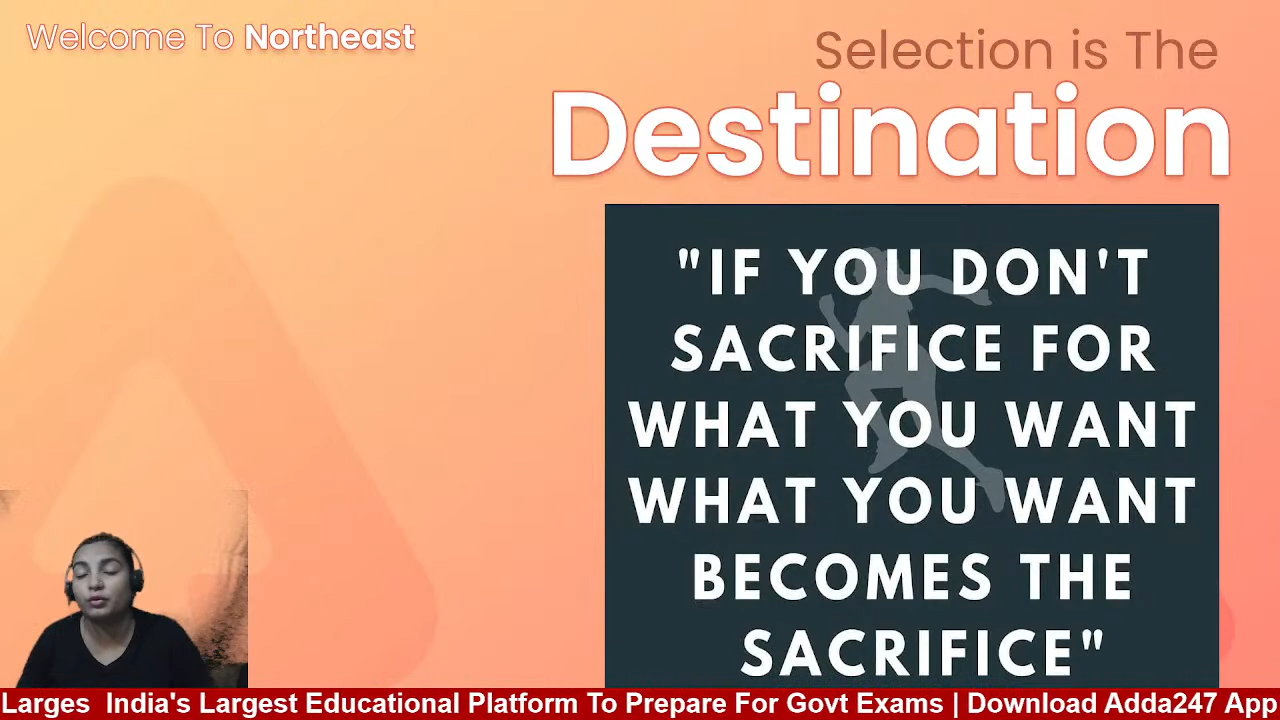 Welcome To Northeast
Selection is The
Destination
"IF YOU DON'T
SACRIFICE FOR
WHAT YOU WANT
WHAT YOU WANT
BECOMES THE
SACRIFICE"
Larges India's Largest Educational Platform To Prepare For Govt Exams | Download Adda247 App